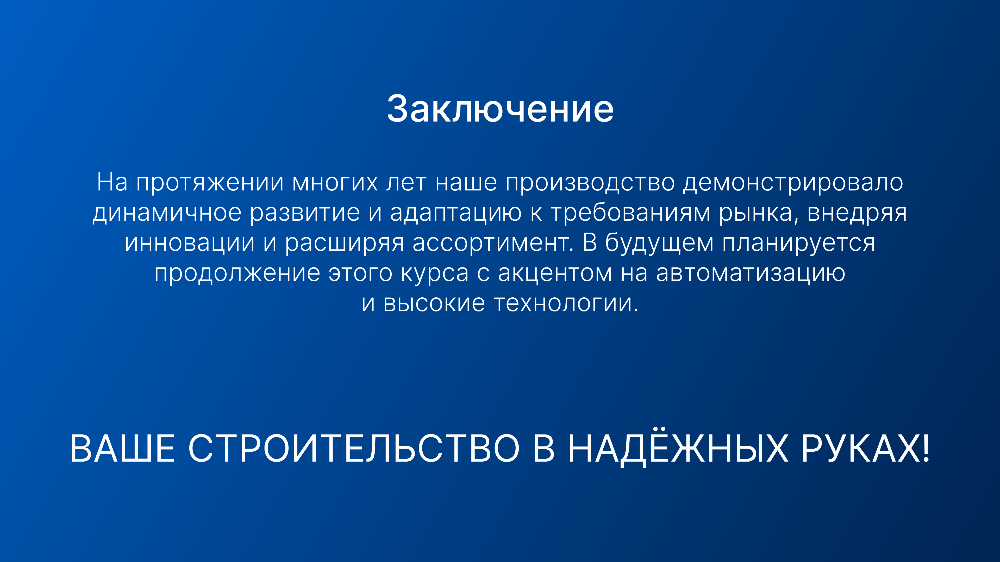 Заключение
На протяжении многих лет наше производство демонстрировало
динамичное развитие и адаптацию к требованиям рынка, внедряя
инновации и расширяя ассортимент. В будущем планируется
продолжение этого курса с акцентом на автоматизацию
и высокие технологии.
ВАШЕ СТРОИТЕЛЬСТВО В НАДЁЖНЫХ РУКАХ!